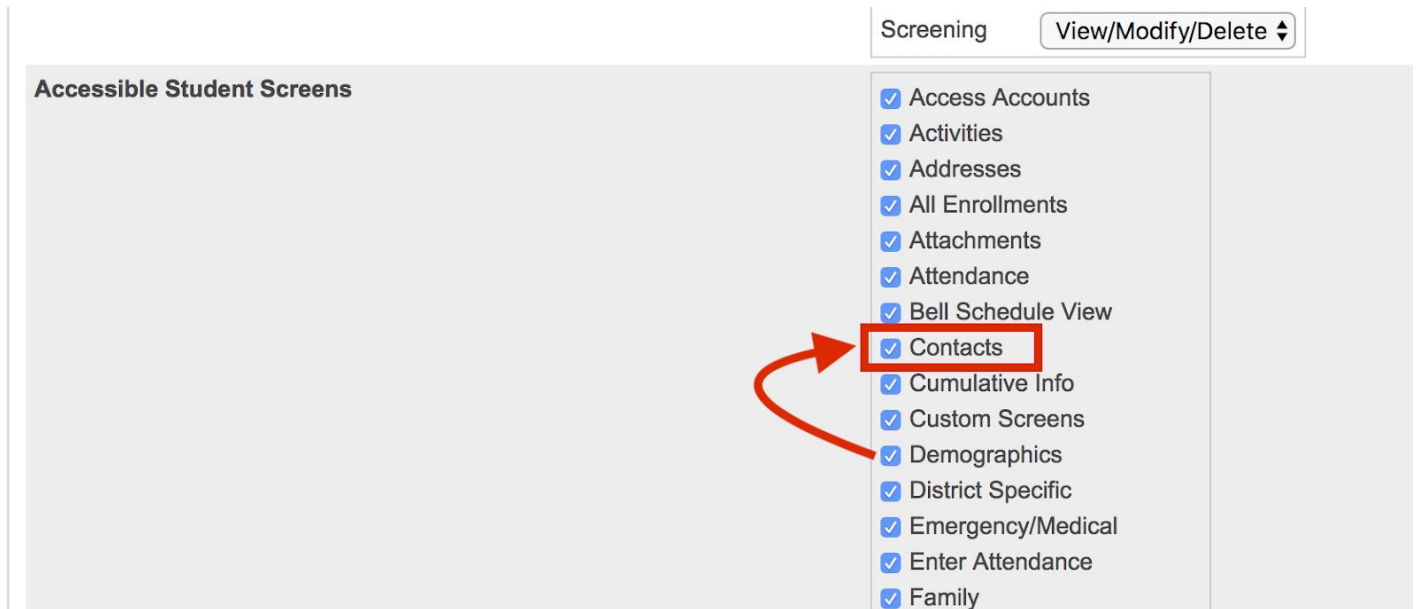 Screening View/Modify/Delete
Accessible Student Screens
Access Accounts
Activities
Addresses
All Enrollments
Attachments
Attendance
Bell Schedule View
Contacts
Cumulative Info
Custom Screens
Demographics
District Specific
Emergency/Medical
Enter Attendance
Family